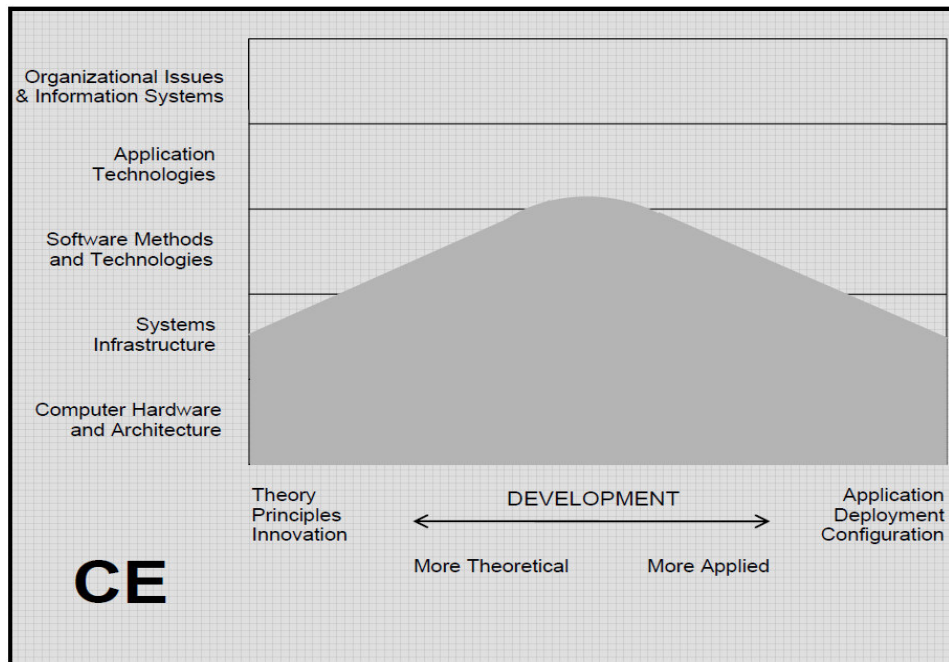 Organizational Issues
& Information Systems
Application
Technologies
Software Methods
and Technologies
Systems
Infrastructure
Computer Hardware
and Architecture
Theory
Principles
Innovation
DEVELOPMENT
Application
Deployment
Configuration
More Theoretical
More Applied
CE